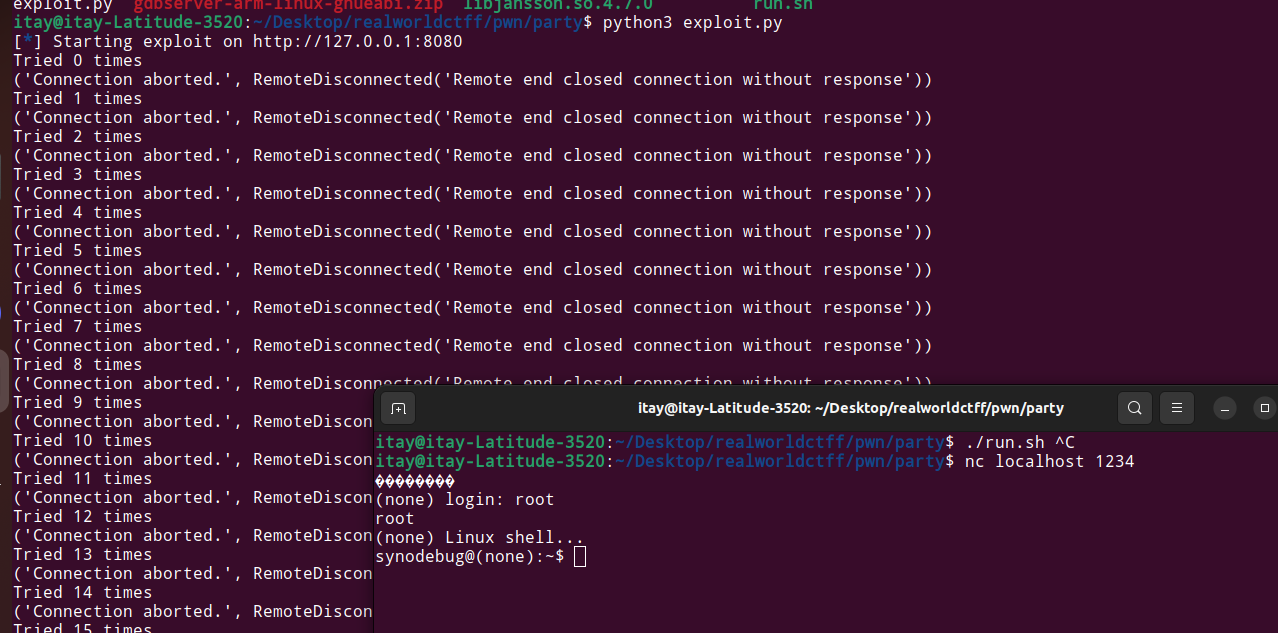 exploit.py  gdbserver-arm-linux-gnueabi.zip  libjansson.so.4.7.0          run.sh
itay@itay-Latitude-3520:~/Desktop/realworldctff/pwn/party$ python3 exploit.py
[*] Starting exploit on http://127.0.0.1:8080
Tried 0 times
('Connection aborted.', RemoteDisconnected('Remote end closed connection without response'))
Tried 1 times
('Connection aborted.', RemoteDisconnected('Remote end closed connection without response'))
Tried 2 times
('Connection aborted.', RemoteDisconnected('Remote end closed connection without response'))
Tried 3 times
('Connection aborted.', RemoteDisconnected('Remote end closed connection without response'))
Tried 4 times
('Connection aborted.', RemoteDisconnected('Remote end closed connection without response'))
Tried 5 times
('Connection aborted.', RemoteDisconnected('Remote end closed connection without response'))
Tried 6 times
('Connection aborted.', RemoteDisconnected('Remote end closed connection without response'))
Tried 7 times
('Connection aborted.', RemoteDisconnected('Remote end closed connection without response'))
Tried 8 times
('Connection aborted.', RemoteDisconnected('Remote end closed connection without response'))
Tried 9 times
('Connection aborted.', RemoteDiscon
Tried 10 times
('Connection aborted.', RemoteDiscon
Tried 11 times
('Connection aborted.', RemoteDiscon
Tried 12 times
('Connection aborted.', RemoteDiscon
Tried 13 times
('Connection aborted.', RemoteDiscon
Tried 14 times
('Connection aborted.', RemoteDiscon
Tried 15 times
itay@itay-Latitude-3520: ~/Desktop/realworldctff/pwn/party
itay@itay-Latitude-3520:~/Desktop/realworldctff/pwn/party$ ./run.sh ^C
itay@itay-Latitude-3520:~/Desktop/realworldctff/pwn/party$ nc localhost 1234
��������
(none) login: root
root
(none) Linux shell...
synodebug@(none):~$